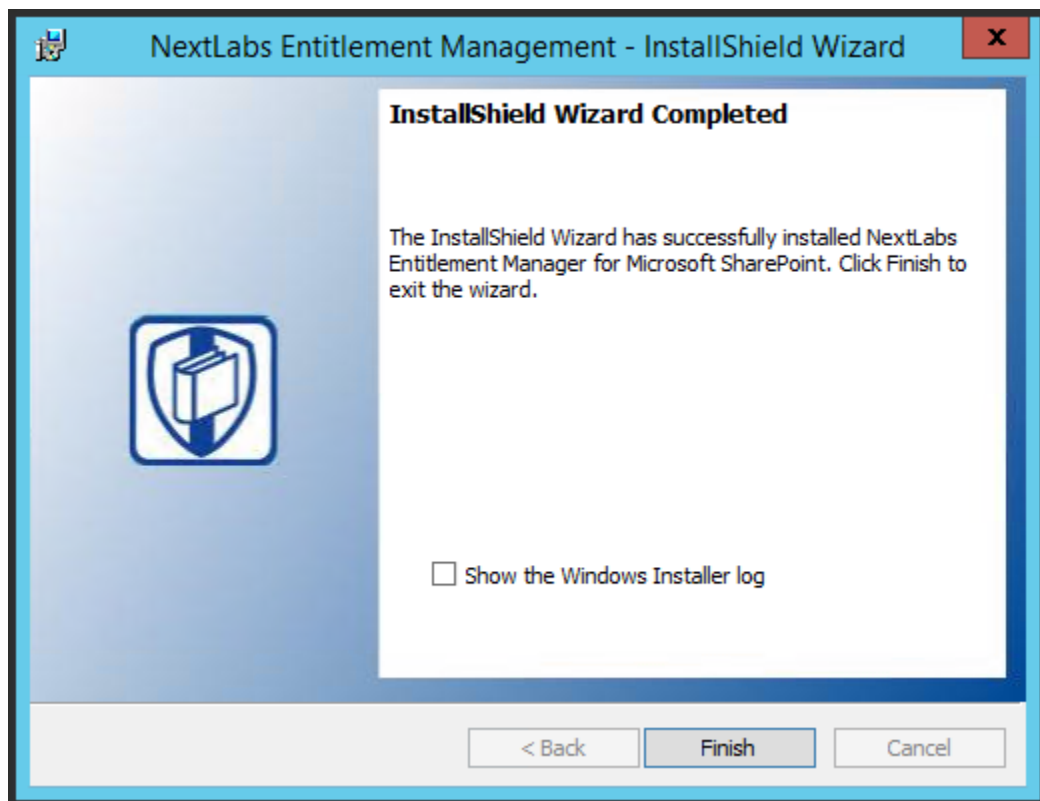 NextLabs Entitlement Management - InstallShield Wizard
x
InstallShield Wizard Completed
The InstallShield Wizard has successfully installed NextLabs
Entitlement Manager for Microsoft SharePoint. Click Finish to
exit the wizard.
Show the Windows Installer log
< Back
Finish
Cancel